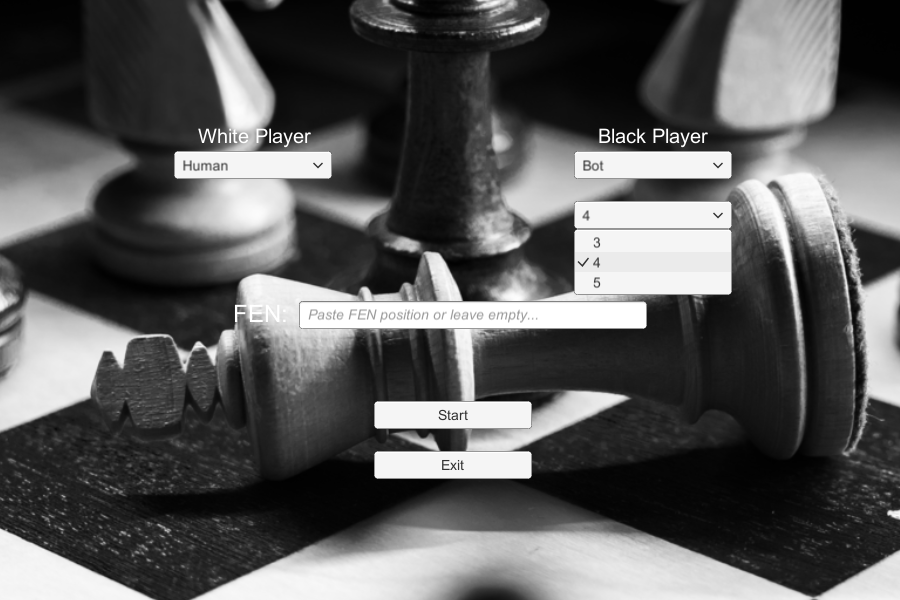 White Player
Black Player
Human
Bot
4
3
4
5
FEN:
Paste FEN position or leave empty...
Start
Exit